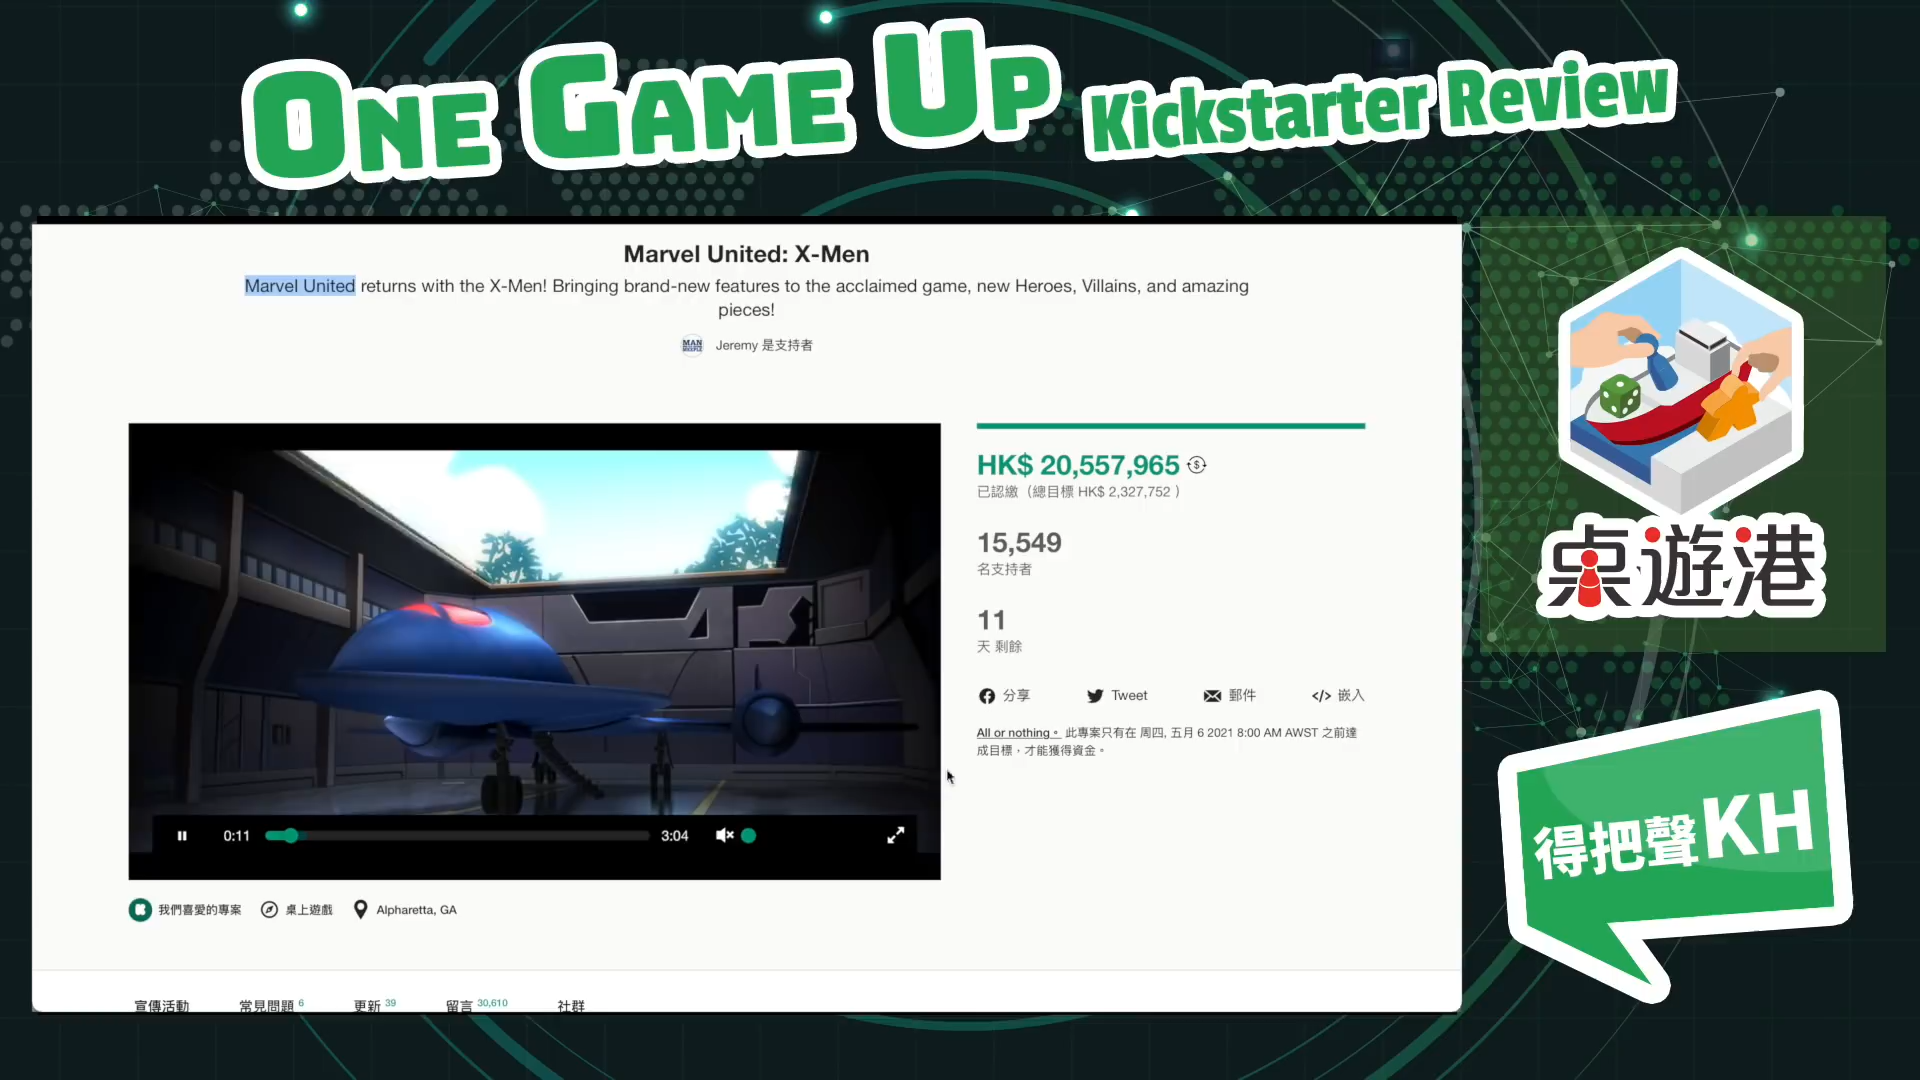 ONE GAME UP Kickstarter Review
Marvel United: X-Men
Marvel United returns with the X-Men! Bringing brand-new features to the acclaimed game, new Heroes, Villains, and amazing
pieces!
Jeremy 是支持者
HK$ 20,557,965
已認繳（總目標 HK$ 2,327,752 ）
15,549
名支持者
11
天 剩餘
分享
Tweet
郵件
</> 嵌入
All or nothing。 此專案只有在 周四, 五月 6 2021 8:00 AM AWST 之前達
成目標，才能獲得資金。
0:11
3:04
我們喜愛的專案
桌上遊戲
Alpharetta, GA
宣傳活動
常見問題 6
更新 39
留言 30,610
社群
桌遊港
得把聲KH